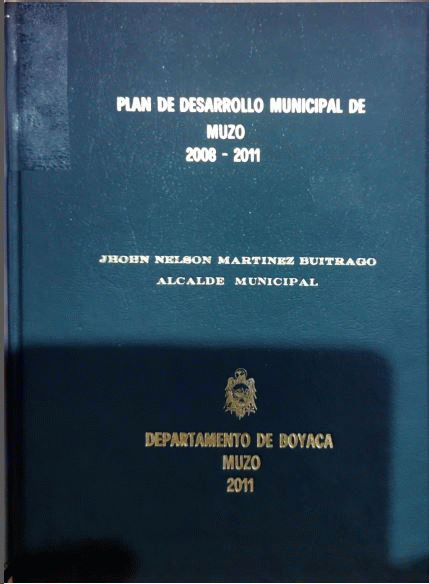 PLAN DE DESARROLLO MUNICIPAL DE
MUZO
2008 - 2011
JHOHN NELSON MARTINEZ BUITRAGO
ALCALDE MUNICIPAL
DEPARTAMENTO DE BOYACA
MUZO
2011